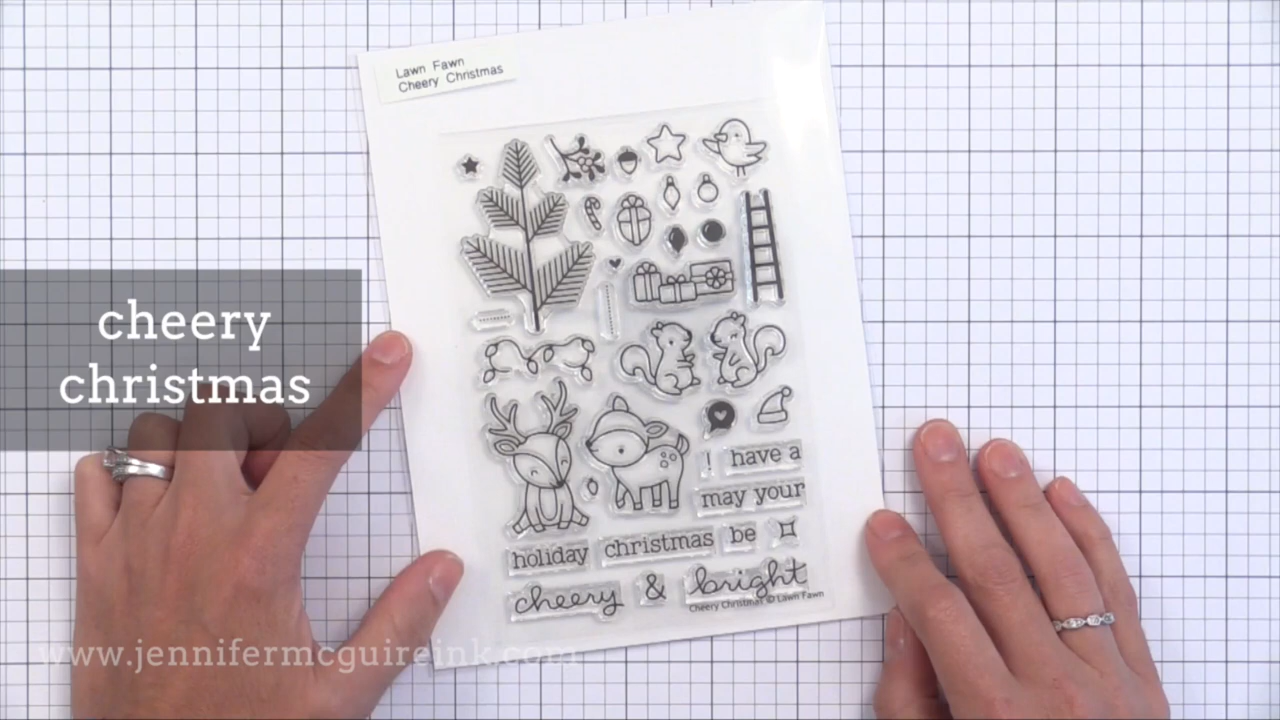 Lawn Fawn
Cheery Christmas
cheery
christmas
! have a
may your
holiday christmas be
cheery & bright
Cheery Christmas © Lawn Fawn
www.jennifermcguireink.com